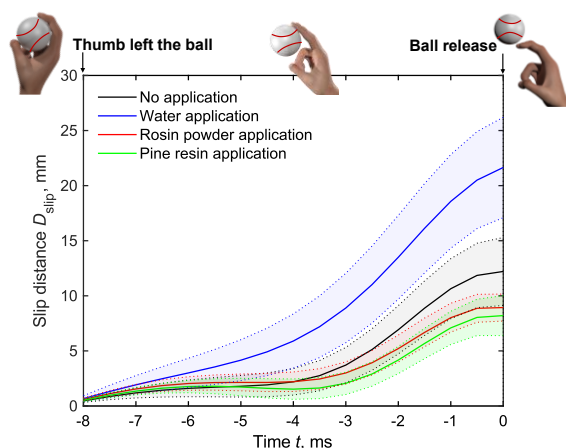 Thumb left the ball
Ball release
30
25
20
15
10
5
0
Slip distance Dslip, mm
No application
Water application
Rosin powder application
Pine resin application
-8 -7 -6 -5 -4 -3 -2 -1 0
Time t, ms